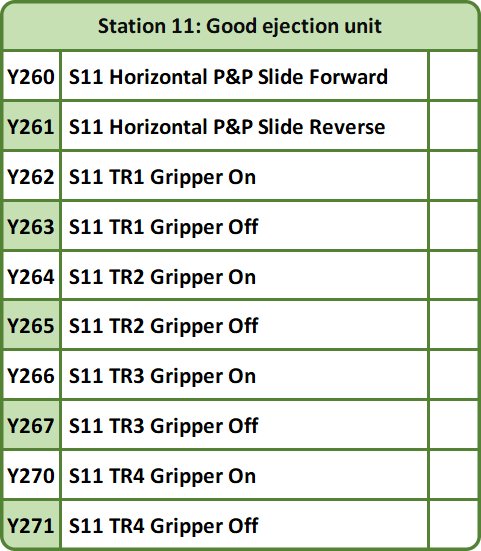 Station 11: Good ejection unit
Y260 S11 Horizontal P&P Slide Forward
Y261 S11 Horizontal P&P Slide Reverse
Y262 S11 TR1 Gripper On
Y263 S11 TR1 Gripper Off
Y264 S11 TR2 Gripper On
Y265 S11 TR2 Gripper Off
Y266 S11 TR3 Gripper On
Y267 S11 TR3 Gripper Off
Y270 S11 TR4 Gripper On
Y271 S11 TR4 Gripper Off